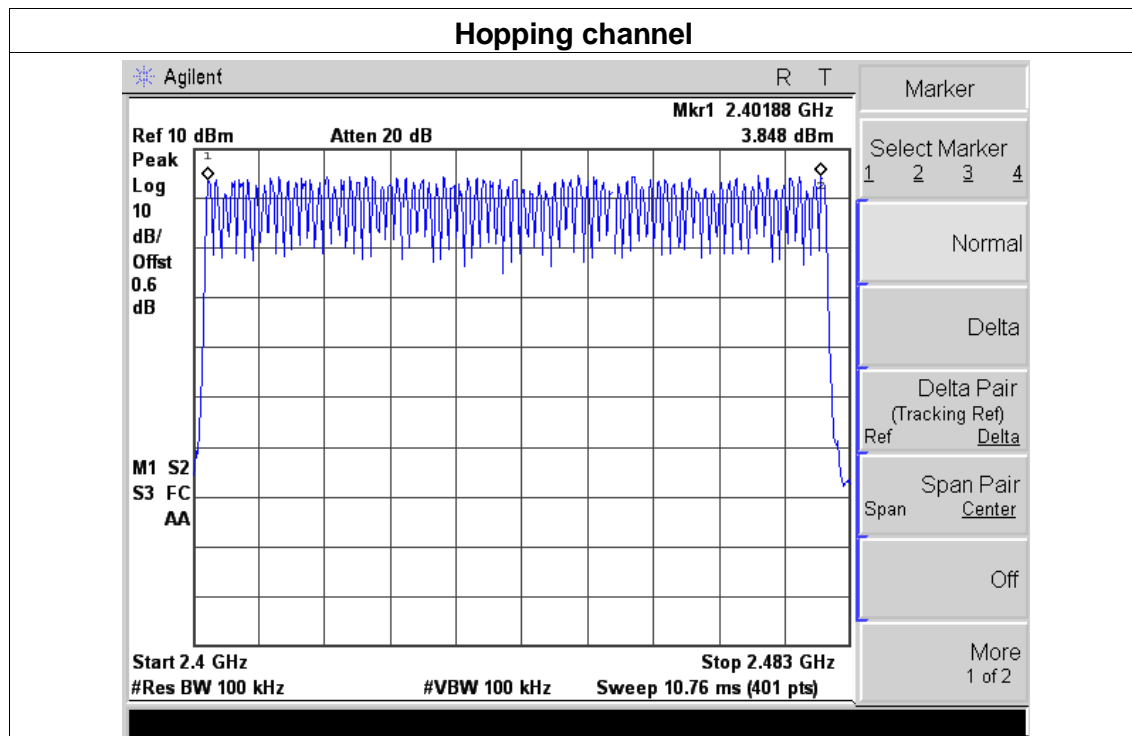 Hopping channel
Agilent R T
Mkr1 2.40188 GHz
Ref 10 dBm Atten 20 dB 3.848 dBm
Peak
Log
10
dB/
Offst
0.6
dB
1
2
M1 S2
S3 FC
AA
Start 2.4 GHz Stop 2.483 GHz
#Res BW 100 kHz #VBW 100 kHz Sweep 10.76 ms (401 pts)
Marker
Select Marker
1 2 3 4
Normal
Delta
Delta Pair
(Tracking Ref)
Ref Delta
Span Pair
Span Center
Off
More
1 of 2